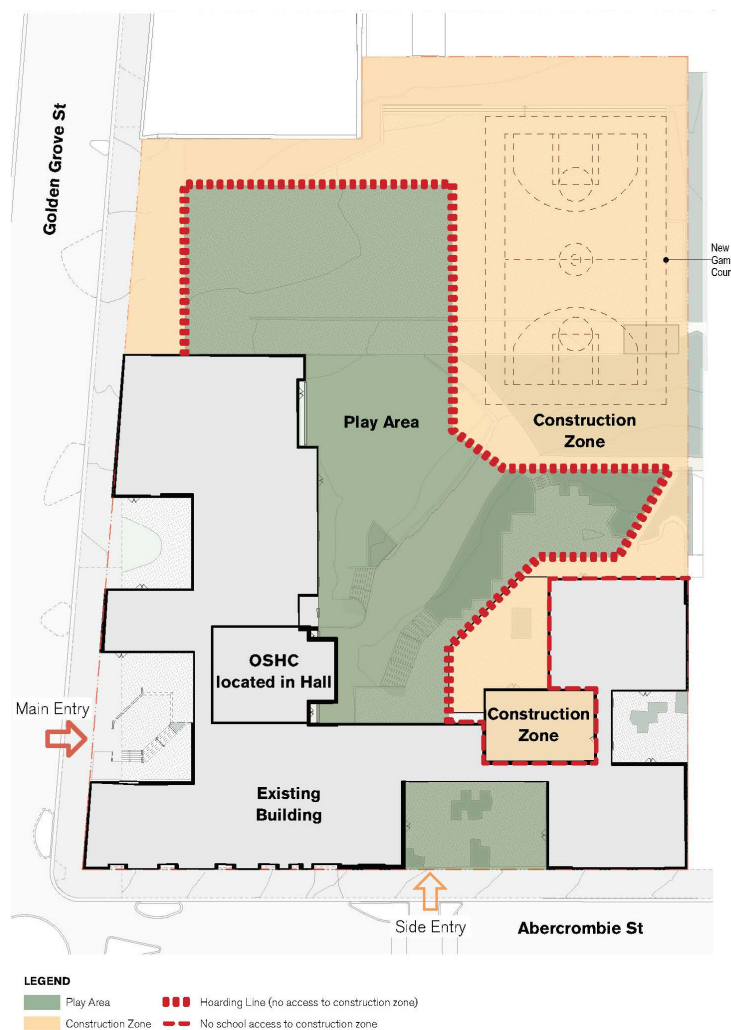 Golden Grove St
New
Gam
Cour
Play Area
Construction
Zone
OSHC
located in Hall
Main Entry
Construction
Zone
Existing
Building
Side Entry
Abercrombie St
LEGEND
Play Area
Hoarding Line (no access to construction zone)
Construction Zone
No school access to construction zone